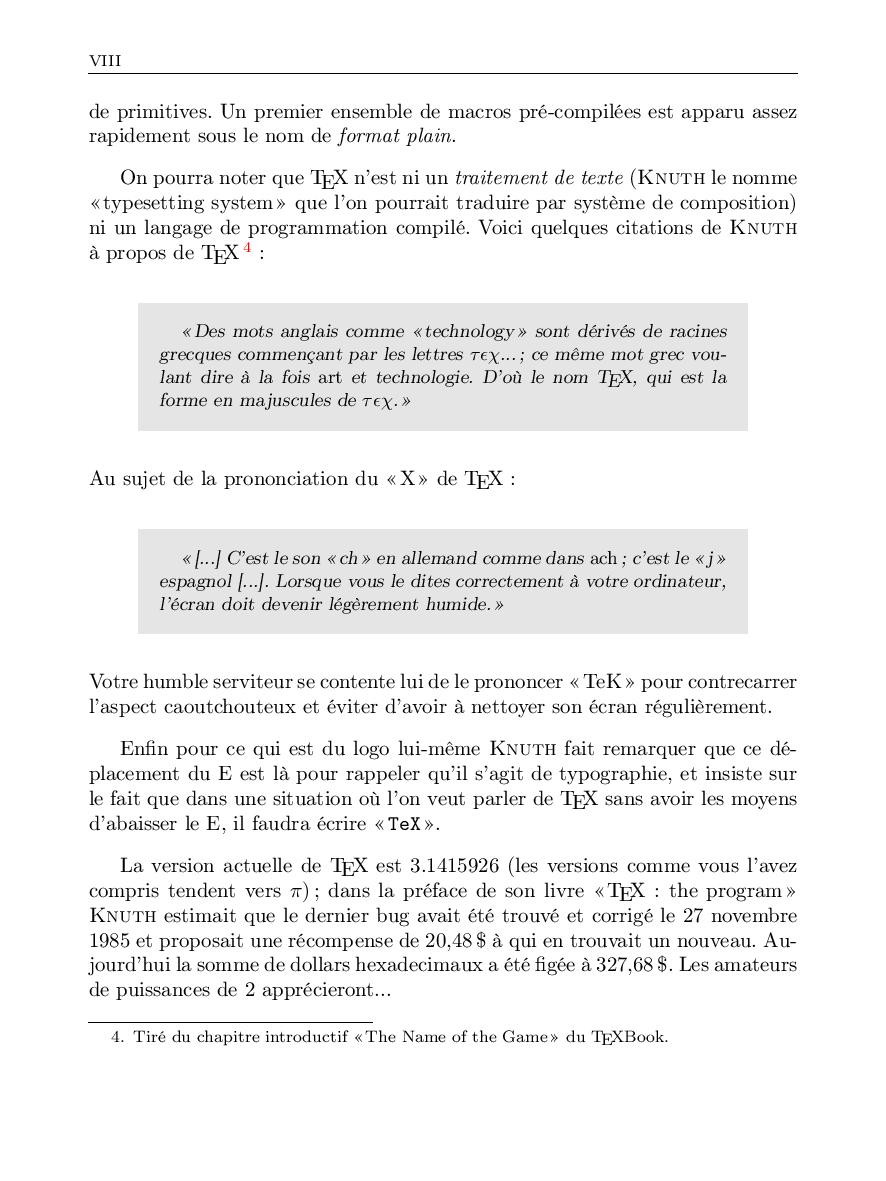 VIII
de primitives. Un premier ensemble de macros pré-compilées est apparu assez
rapidement sous le nom de format plain.
On pourra noter que TEX n'est ni un traitement de texte (KNUTH le nomme
« typesetting system » que l'on pourrait traduire par système de composition)
ni un langage de programmation compilé. Voici quelques citations de KNUTH
à propos de TEX 4 :
« Des mots anglais comme « technology » sont dérivés de racines
grecques commençant par les lettres τϵχ... ; ce même mot grec vou-
lant dire à la fois art et technologie. D'où le nom TEX, qui est la
forme en majuscules de τϵχ. »
Au sujet de la prononciation du « X » de TEX :
« [...] C'est le son « ch » en allemand comme dans ach ; c'est le « j »
espagnol [...]. Lorsque vous le dites correctement à votre ordinateur,
l'écran doit devenir légèrement humide. »
Votre humble serviteur se contente lui de le prononcer « TeK » pour contrecarrer
l'aspect caoutchouteux et éviter d'avoir à nettoyer son écran régulièrement.
Enfin pour ce qui est du logo lui-même KNUTH fait remarquer que ce dé-
placement du E est là pour rappeler qu'il s'agit de typographie, et insiste sur
le fait que dans une situation où l'on veut parler de TEX sans avoir les moyens
d'abaisser le E, il faudra écrire « TeX ».
La version actuelle de TEX est 3.1415926 (les versions comme vous l'avez
compris tendent vers π) ; dans la préface de son livre « TEX : the program »
KNUTH estimait que le dernier bug avait été trouvé et corrigé le 27 novembre
1985 et proposait une récompense de 20,48 $ à qui en trouvait un nouveau. Au-
jourd'hui la somme de dollars hexadecimaux a été figée à 327,68 $. Les amateurs
de puissances de 2 apprécieront...
4. Tiré du chapitre introductif « The Name of the Game » du TEXBook.